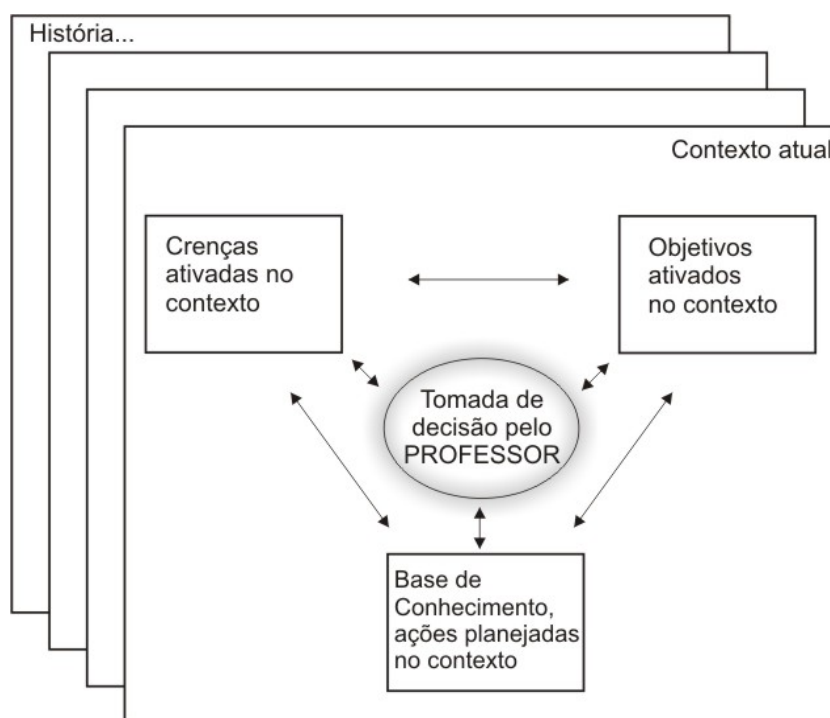 História...
Contexto atual
Crenças
ativadas no
contexto
Objetivos
ativados
no contexto
Tomada de
decisão pelo
PROFESSOR
Base de
Conhecimento,
ações planejadas
no contexto